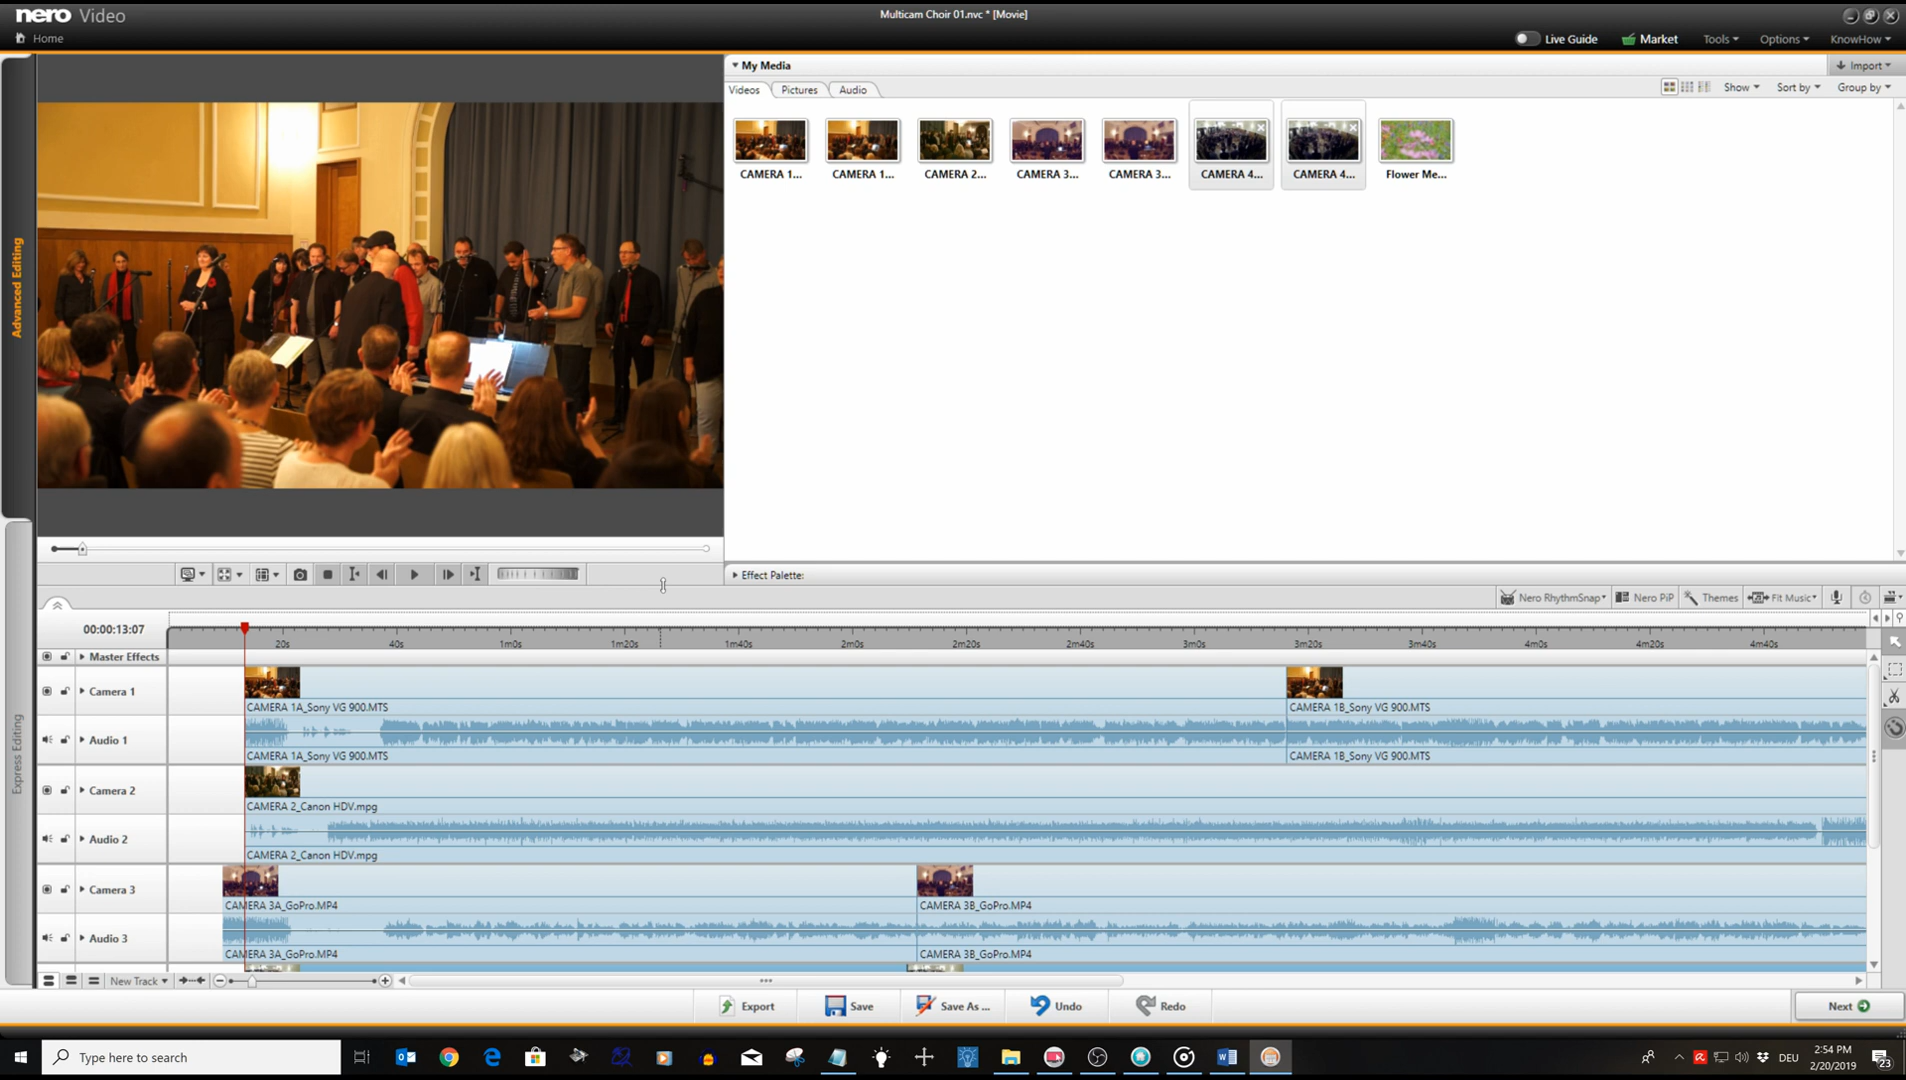 nero Video
Multicam Choir 01.nvc * [Movie]
Home
Live Guide
Market
Tools
Options
KnowHow
My Media
Import
Videos
Pictures
Audio
Show
Sort by
Group by
CAMERA 1...
CAMERA 1...
CAMERA 2...
CAMERA 3...
CAMERA 3...
CAMERA 4...
CAMERA 4...
Flower Me...
Advanced Editing
Express Editing
Effect Palette:
Nero RhythmSnap
Nero PiP
Themes
Fit Music
00:00:13:07
20s
40s
1m0s
1m20s
1m40s
2m0s
2m20s
2m40s
3m0s
3m20s
3m40s
4m0s
4m20s
4m40s
Master Effects
Camera 1
CAMERA 1A_Sony VG 900.MTS
CAMERA 1B_Sony VG 900.MTS
Audio 1
CAMERA 1A_Sony VG 900.MTS
CAMERA 1B_Sony VG 900.MTS
Camera 2
CAMERA 2_Canon HDV.mpg
Audio 2
CAMERA 2_Canon HDV.mpg
Camera 3
CAMERA 3A_GoPro.MP4
CAMERA 3B_GoPro.MP4
Audio 3
CAMERA 3A_GoPro.MP4
CAMERA 3B_GoPro.MP4
New Track
Export
Save
Save As ...
Undo
Redo
Next
Type here to search
DEU
2:54 PM
2/20/2019
23